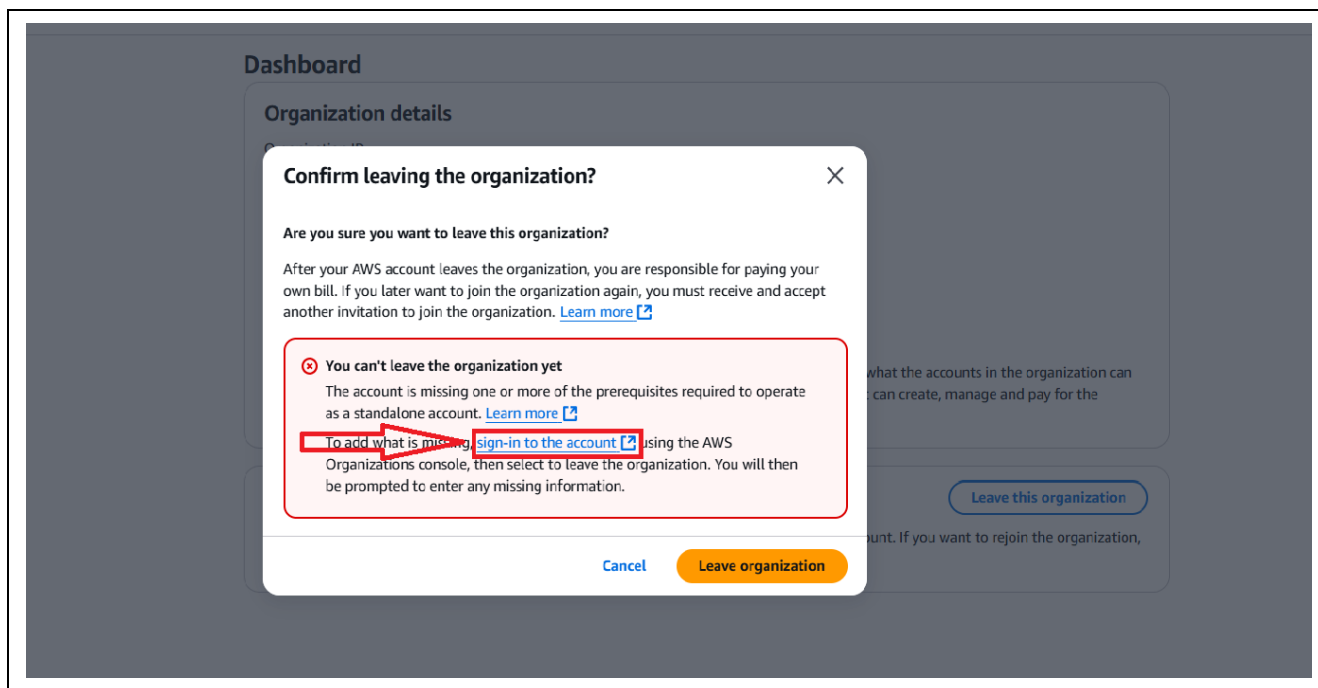 Dashboard
Organization details
Confirm leaving the organization?
Are you sure you want to leave this organization?
After your AWS account leaves the organization, you are responsible for paying your
own bill. If you later want to join the organization again, you must receive and accept
another invitation to join the organization. Learn more
You can't leave the organization yet
The account is missing one or more of the prerequisites required to operate
as a standalone account. Learn more
To add what is missing, sign-in to the account using the AWS
Organizations console, then select to leave the organization. You will then
be prompted to enter any missing information.
what the accounts in the organization can
can create, manage and pay for the
Leave this organization
If you want to rejoin the organization,
Cancel
Leave organization